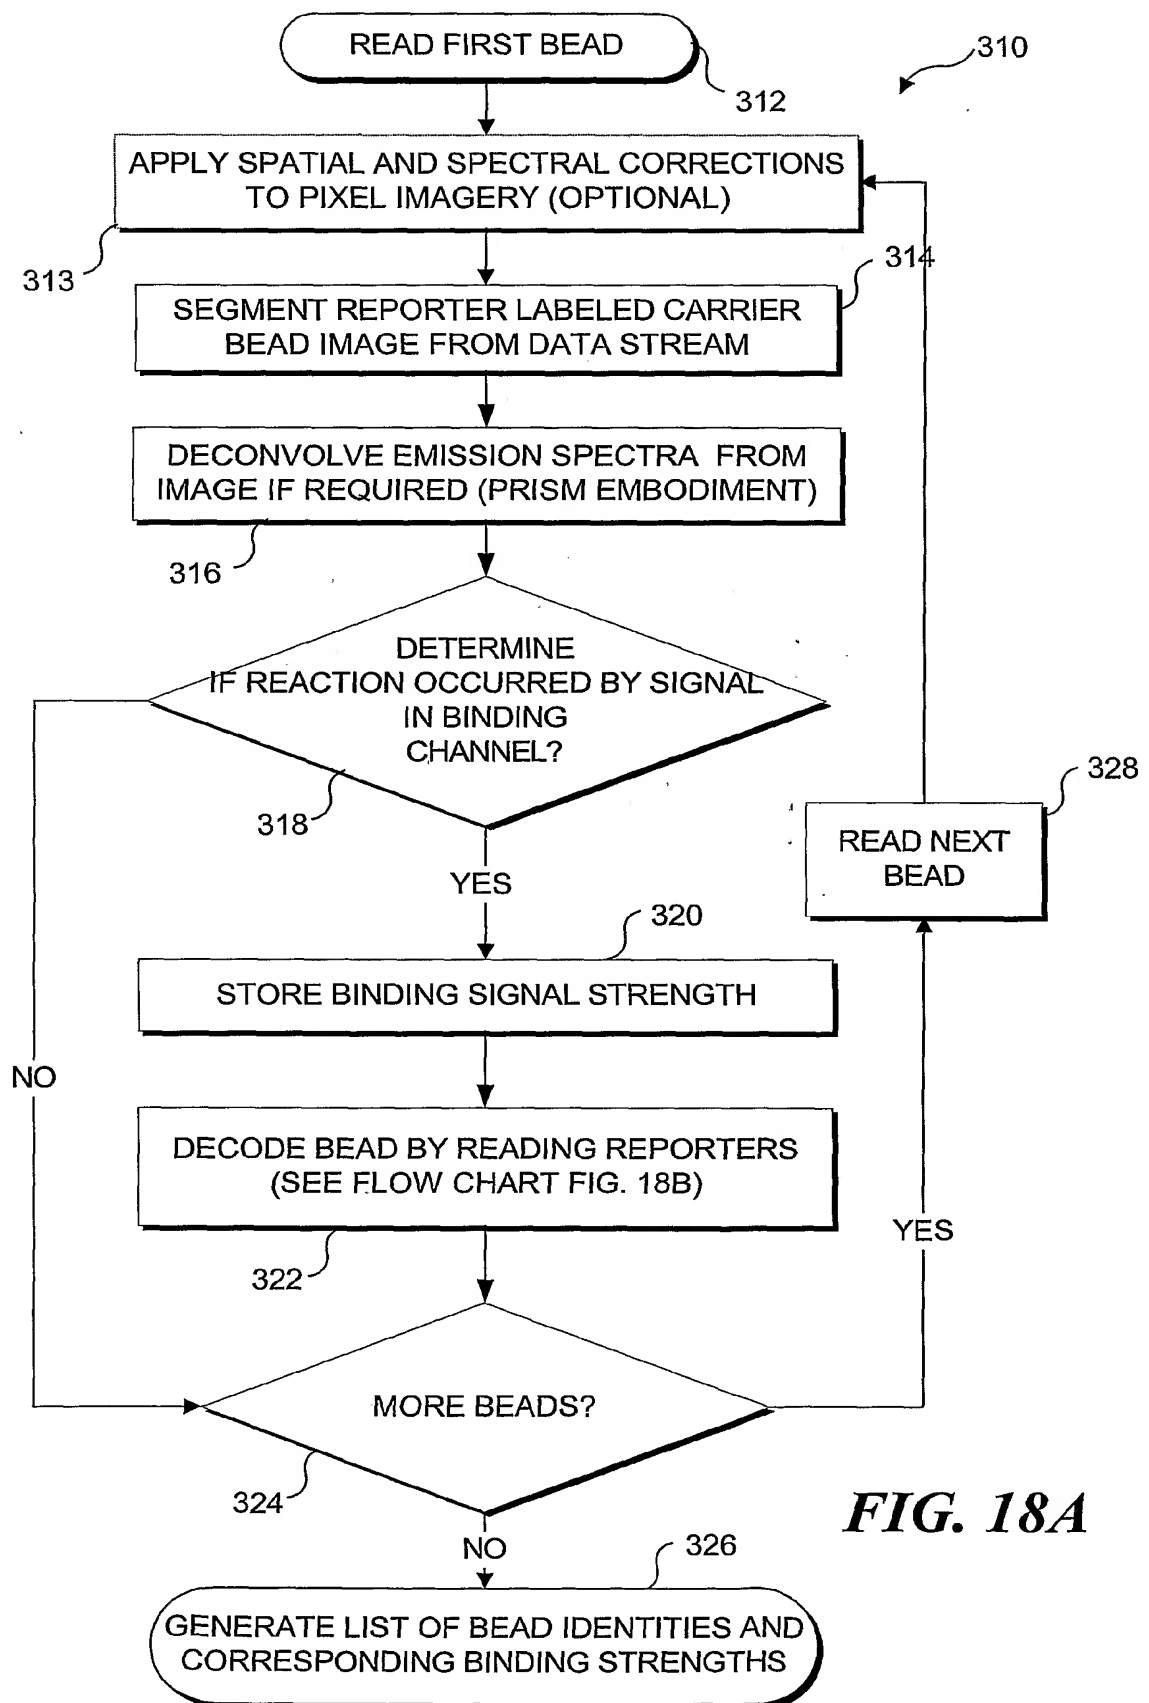 READ FIRST BEAD
310
312
APPLY SPATIAL AND SPECTRAL CORRECTIONS
TO PIXEL IMAGERY (OPTIONAL)
313
314
SEGMENT REPORTER LABELED CARRIER
BEAD IMAGE FROM DATA STREAM
DECONVOLVE EMISSION SPECTRA FROM
IMAGE IF REQUIRED (PRISM EMBODIMENT)
316
DETERMINE
IF REACTION OCCURRED BY SIGNAL
IN BINDING
CHANNEL?
318
328
READ NEXT
BEAD
YES
320
STORE BINDING SIGNAL STRENGTH
NO
DECODE BEAD BY READING REPORTERS
(SEE FLOW CHART FIG. 18B)
YES
322
MORE BEADS?
324
FIG. 18A
NO
326
GENERATE LIST OF BEAD IDENTITIES AND
CORRESPONDING BINDING STRENGTHS